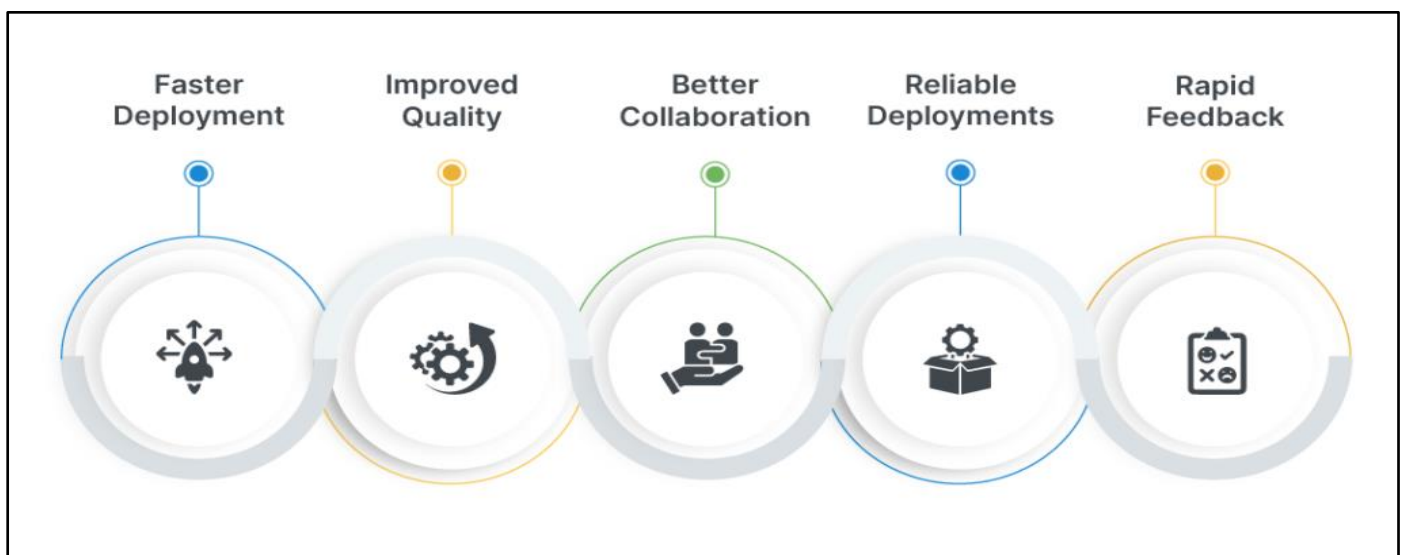 Faster
Deployment
Improved
Quality
Better
Collaboration
Reliable
Deployments
Rapid
Feedback